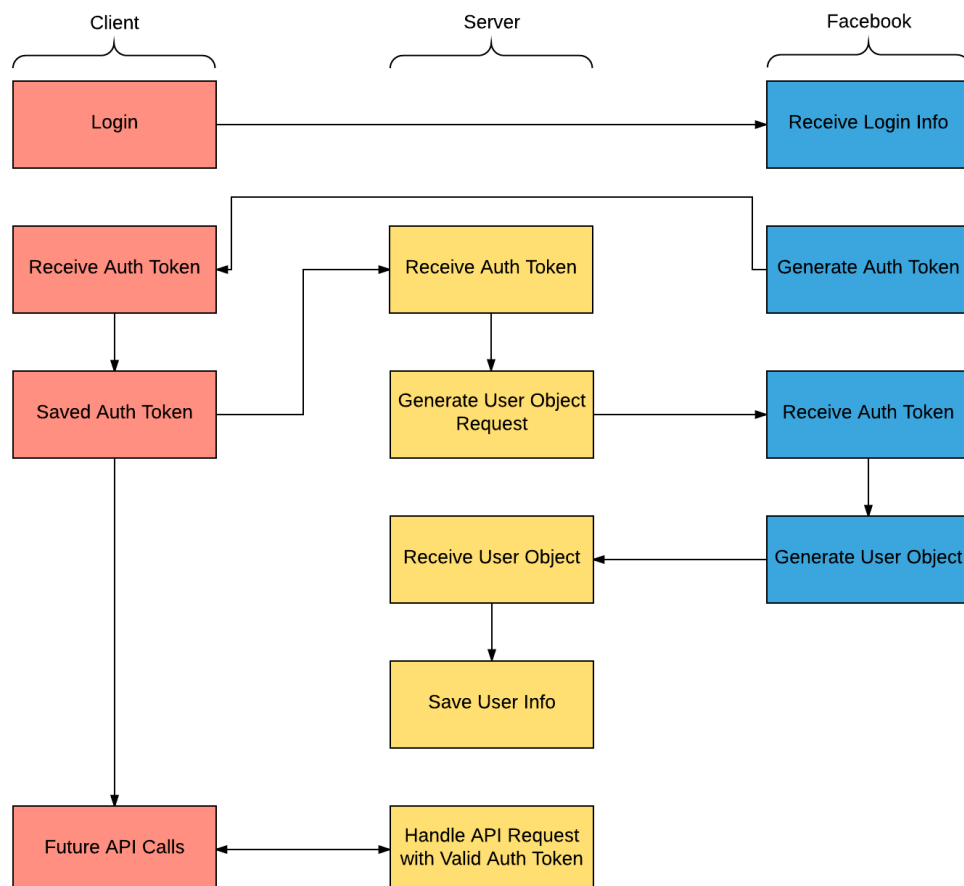 Client
Server
Facebook
Login
Receive Login Info
Receive Auth Token
Receive Auth Token
Generate Auth Token
Saved Auth Token
Generate User Object
Request
Receive Auth Token
Receive User Object
Generate User Object
Save User Info
Future API Calls
Handle API Request
with Valid Auth Token